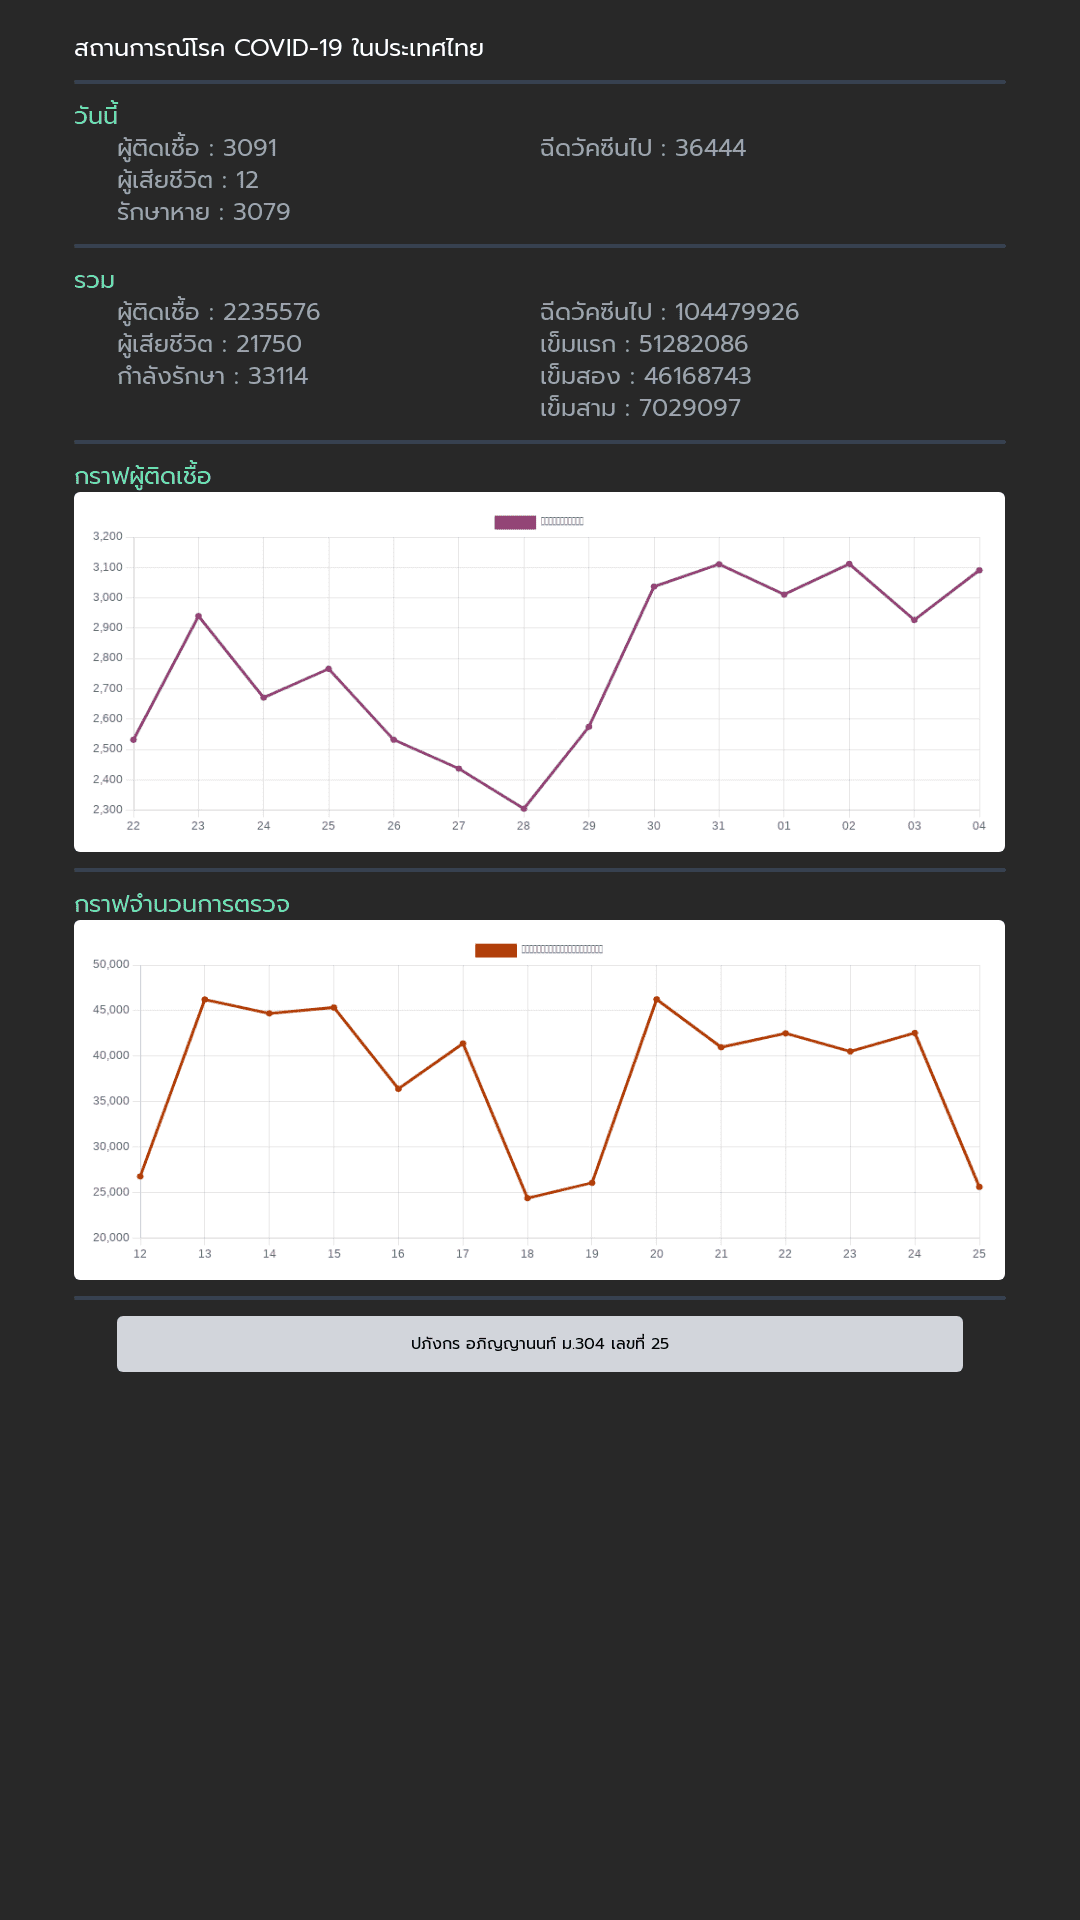 สถานการณ์โรค COVID-19 ในประเทศไทย
วันนี้
ผู้ติดเชื้อ : 3091
ผู้เสียชีวิต : 12
รักษาหาย : 3079
ฉีดวัคซีนไป : 36444
รวม
ผู้ติดเชื้อ : 2235576
ผู้เสียชีวิต : 21750
กำลังรักษา : 33114
ฉีดวัคซีนไป : 104479926
เข็มแรก : 51282086
เข็มสอง : 46168743
เข็มสาม : 7029097
กราฟผู้ติดเชื้อ
3,200
3,100
3,000
2,900
2,800
2,700
2,600
2,500
2,400
2,300
22 23 24 25 26 27 28 29 30 31 01 02 03 04
กราฟจำนวนการตรวจ
50,000
45,000
40,000
35,000
30,000
25,000
20,000
12 13 14 15 16 17 18 19 20 21 22 23 24 25
ปภังกร อภิญญานนท์ ม.304 เลขที่ 25